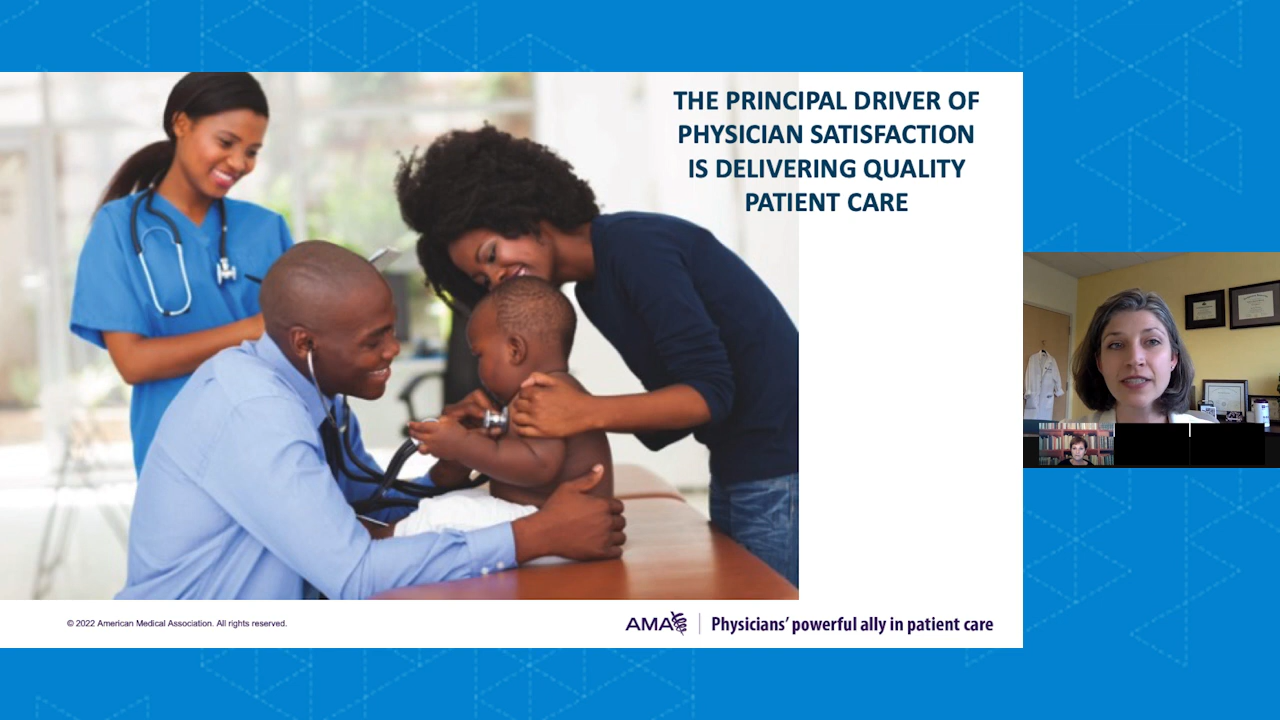 THE PRINCIPAL DRIVER OF
PHYSICIAN SATISFACTION
IS DELIVERING QUALITY
PATIENT CARE
© 2022 American Medical Association. All rights reserved.
AMA
Physicians’ powerful ally in patient care